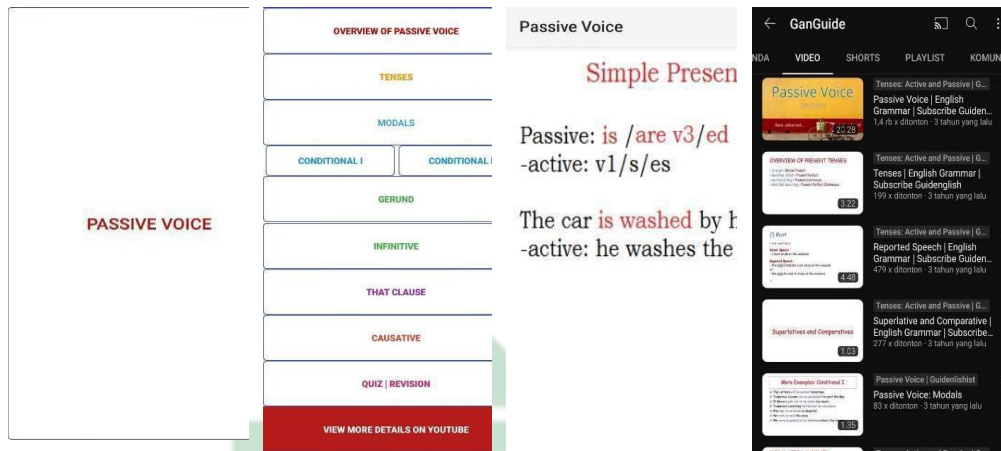 PASSIVE VOICE
OVERVIEW OF PASSIVE VOICE
TENSES
MODALS
CONDITIONAL I
CONDITIONAL I
GERUND
INFINITIVE
THAT CLAUSE
CAUSATIVE
QUIZ | REVISION
VIEW MORE DETAILS ON YOUTUBE
Passive Voice
Simple Presen
Passive: is /are v3/ed
-active: v1/s/es
The car is washed by h
-active: he washes the
GanGuide
NDA VIDEO SHORTS PLAYLIST KOMUN
Passive Voice
20.28
Tenses: Active and Passive | G...
Passive Voice | English
Grammar | Subscribe Guiden...
1,4 rb x ditonton · 3 tahun yang lalu
OVERVIEW OF PRESENT TENSES
3.22
Tenses: Active and Passive | G...
Tenses | English Grammar |
Subscribe Guidenglish
199 x ditonton · 3 tahun yang lalu
4.48
Tenses: Active and Passive | G...
Reported Speech | English
Grammar | Subscribe Guiden...
479 x ditonton · 3 tahun yang lalu
Superlatives and Comperatives
1.03
Tenses: Active and Passive | G...
Superlative and Comparative |
English Grammar | Subscribe...
277 x ditonton · 3 tahun yang lalu
More Examples: Conditional I
1.35
Passive Voice | Guidenlishist
Passive Voice: Modals
83 x ditonton · 3 tahun yang lalu